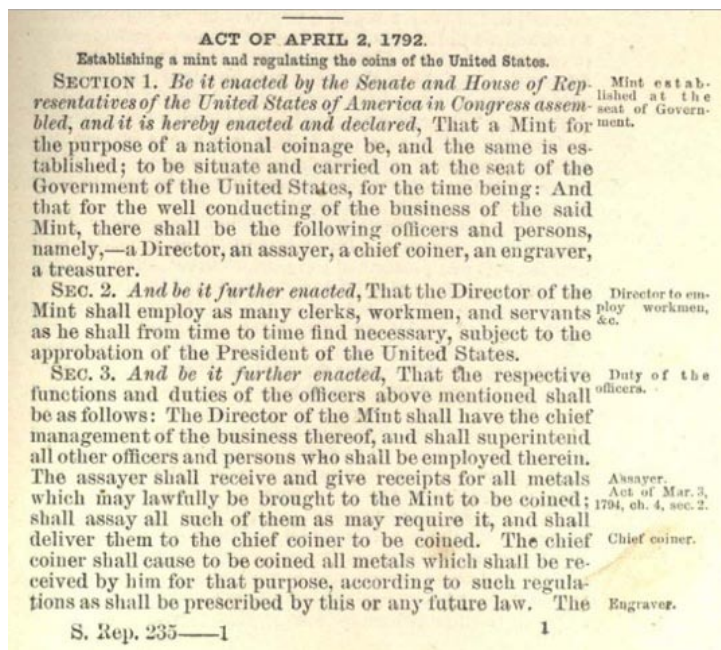 ACT OF APRIL 2, 1792.
Establishing a mint and regulating the coins of the United States.
SECTION 1. Be it enacted by the Senate and House of Rep-
resentatives of the United States of America in Congress assem-
bled, and it is hereby enacted and declared, That a Mint for
the purpose of a national coinage be, and the same is es-
tablished; to be situate and carried on at the seat of the
Government of the United States, for the time being: And
that for the well conducting of the business of the said
Mint, there shall be the following officers and persons,
namely,—a Director, an assayer, a chief coiner, an engraver,
a treasurer.
Mint estab-
lished at the
seat of Govern-
ment.
SEC. 2. And be it further enacted, That the Director of the
Mint shall employ as many clerks, workmen, and servants
as he shall from time to time find necessary, subject to the
approbation of the President of the United States.
Director to em-
ploy workmen,
&c.
SEC. 3. And be it further enacted, That the respective
functions and duties of the officers above mentioned shall
be as follows: The Director of the Mint shall have the chief
management of the business thereof, and shall superintend
all other officers and persons who shall be employed therein.
The assayer shall receive and give receipts for all metals
which may lawfully be brought to the Mint to be coined;
shall assay all such of them as may require it, and shall
deliver them to the chief coiner to be coined. The chief
coiner shall cause to be coined all metals which shall be re-
ceived by him for that purpose, according to such regula-
tions as shall be prescribed by this or any future law. The
Duty of the
officers.
Assayer.
Act of Mar. 3,
1794, ch. 4, sec. 2.
Chief coiner.
Engraver.
S. Rep. 235——1
1